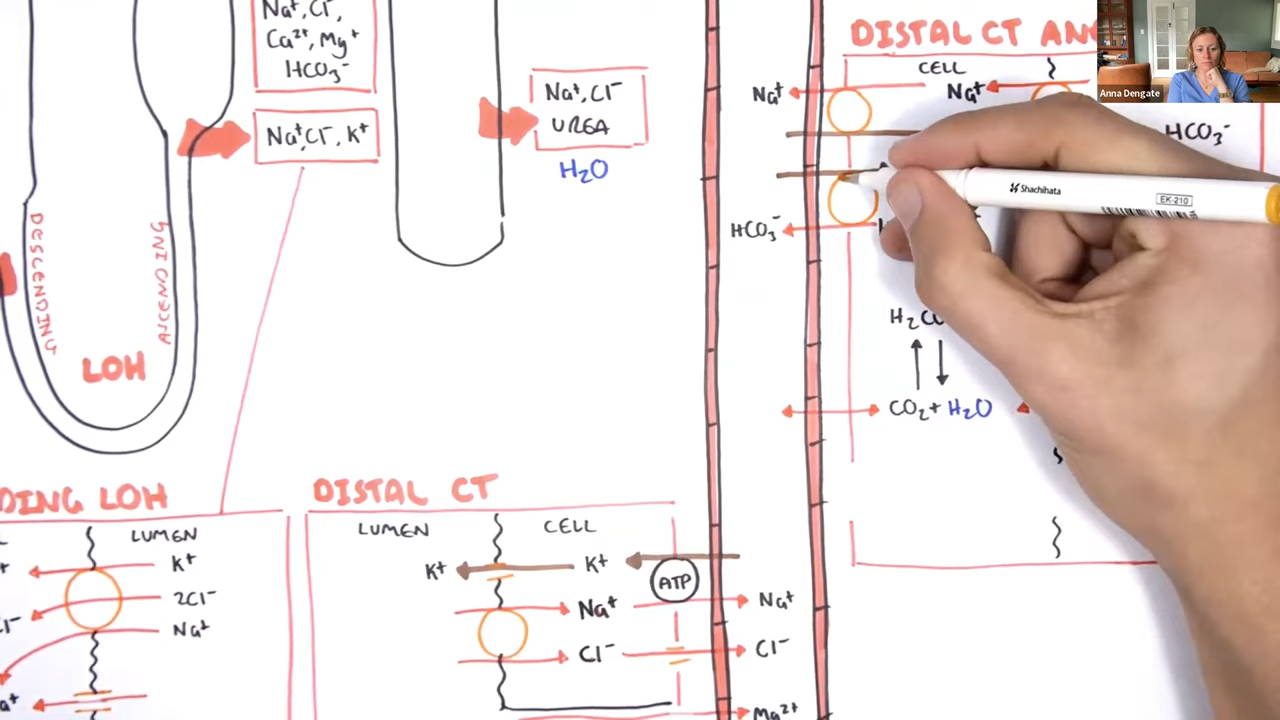 Na⁺, Cl⁻,
Ca²⁺, Mg⁺
HCO₃⁻
Na⁺, Cl⁻, K⁺
DESCENDING
ASCENDING
LOH
Na⁺, Cl⁻
UREA
H₂O
DISTAL CT AN
CELL
Na⁺
Na⁺
HCO₃⁻
HCO₃⁻
CO₂ + H₂O
Anna Dengate
Shachihata
EK-210
DING LOH
LUMEN
K⁺
2Cl⁻
Na⁺
DISTAL CT
LUMEN
CELL
K⁺
K⁺
ATP
Na⁺
Na⁺
Cl⁻
Cl⁻
Mg²⁺